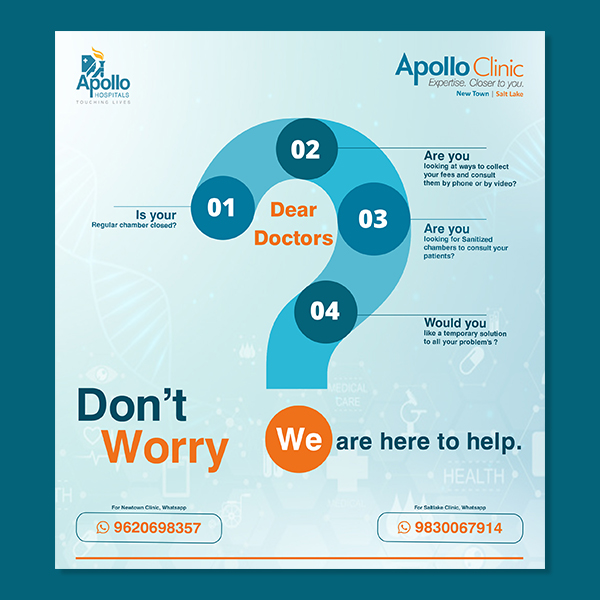 Apollo
HOSPITALS
TOUCHING LIVES
Apollo Clinic
Expertise. Closer to you.
New Town | Salt Lake
01
Is your
Regular chamber closed?
02
Are you
looking at ways to collect
your fees and consult
them by phone or by video?
Dear
Doctors
03
Are you
looking for Sanitized
chambers to consult your
patients?
04
Would you
like a temporary solution
to all your problem's ?
MEDICAL
CARE
Don't
Worry
We are here to help.
HEALTH
For Newtown Clinic, Whatsapp
9620698357
For Saltlake Clinic, Whatsapp
9830067914